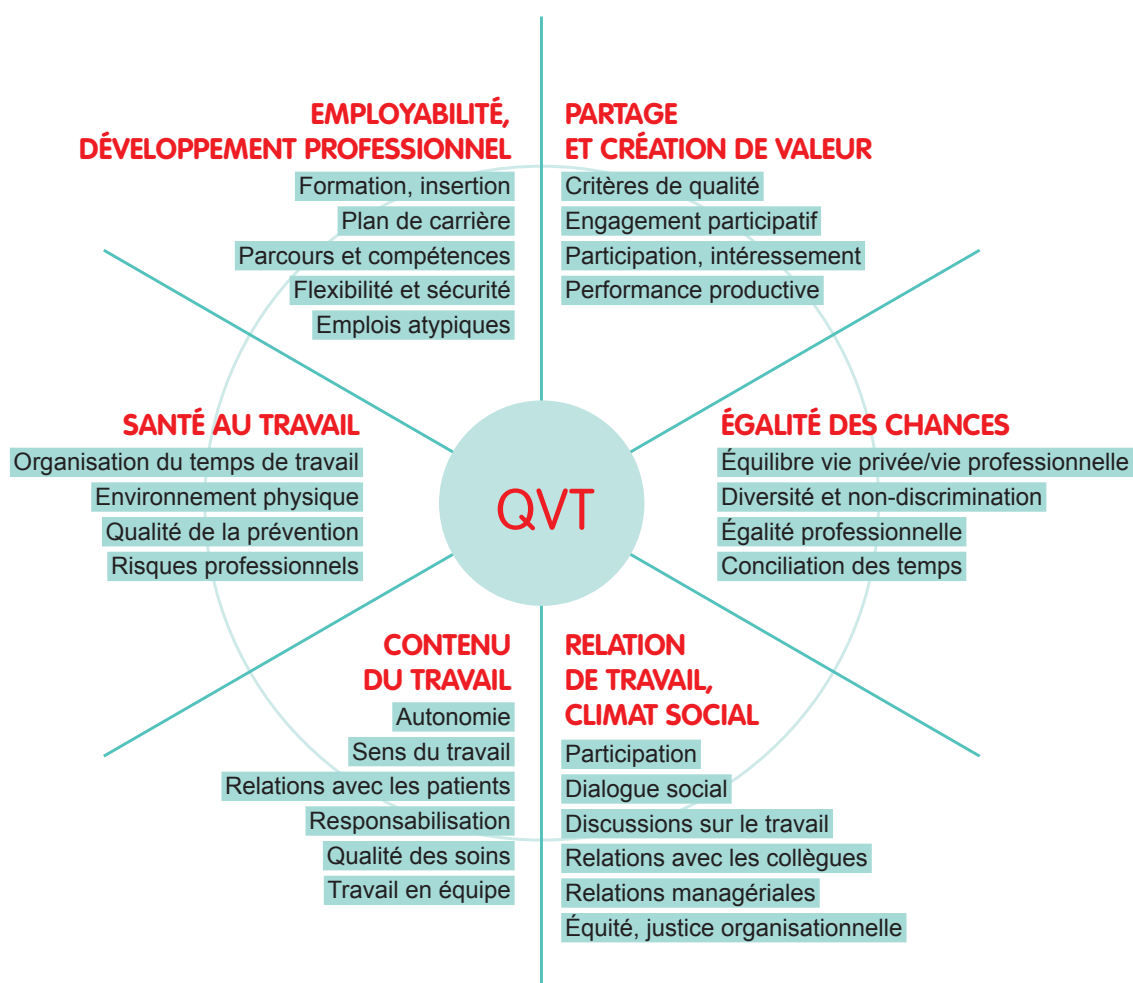 EMPLOYABILITÉ,
DÉVELOPPEMENT PROFESSIONNEL
Formation, insertion
Plan de carrière
Parcours et compétences
Flexibilité et sécurité
Emplois atypiques
PARTAGE
ET CRÉATION DE VALEUR
Critères de qualité
Engagement participatif
Participation, intéressement
Performance productive
SANTÉ AU TRAVAIL
Organisation du temps de travail
Environnement physique
Qualité de la prévention
Risques professionnels
QVT
ÉGALITÉ DES CHANCES
Équilibre vie privée/vie professionnelle
Diversité et non-discrimination
Égalité professionnelle
Conciliation des temps
CONTENU
DU TRAVAIL
Autonomie
Sens du travail
Relations avec les patients
Responsabilisation
Qualité des soins
Travail en équipe
RELATION
DE TRAVAIL,
CLIMAT SOCIAL
Participation
Dialogue social
Discussions sur le travail
Relations avec les collègues
Relations managériales
Équité, justice organisationnelle